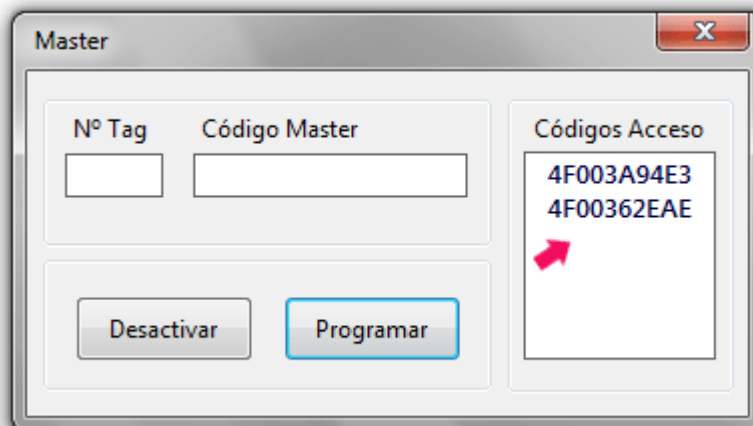 Master
Nº Tag
Código Master
Códigos Acceso
4F003A94E3
4F00362EAE
Desactivar
Programar